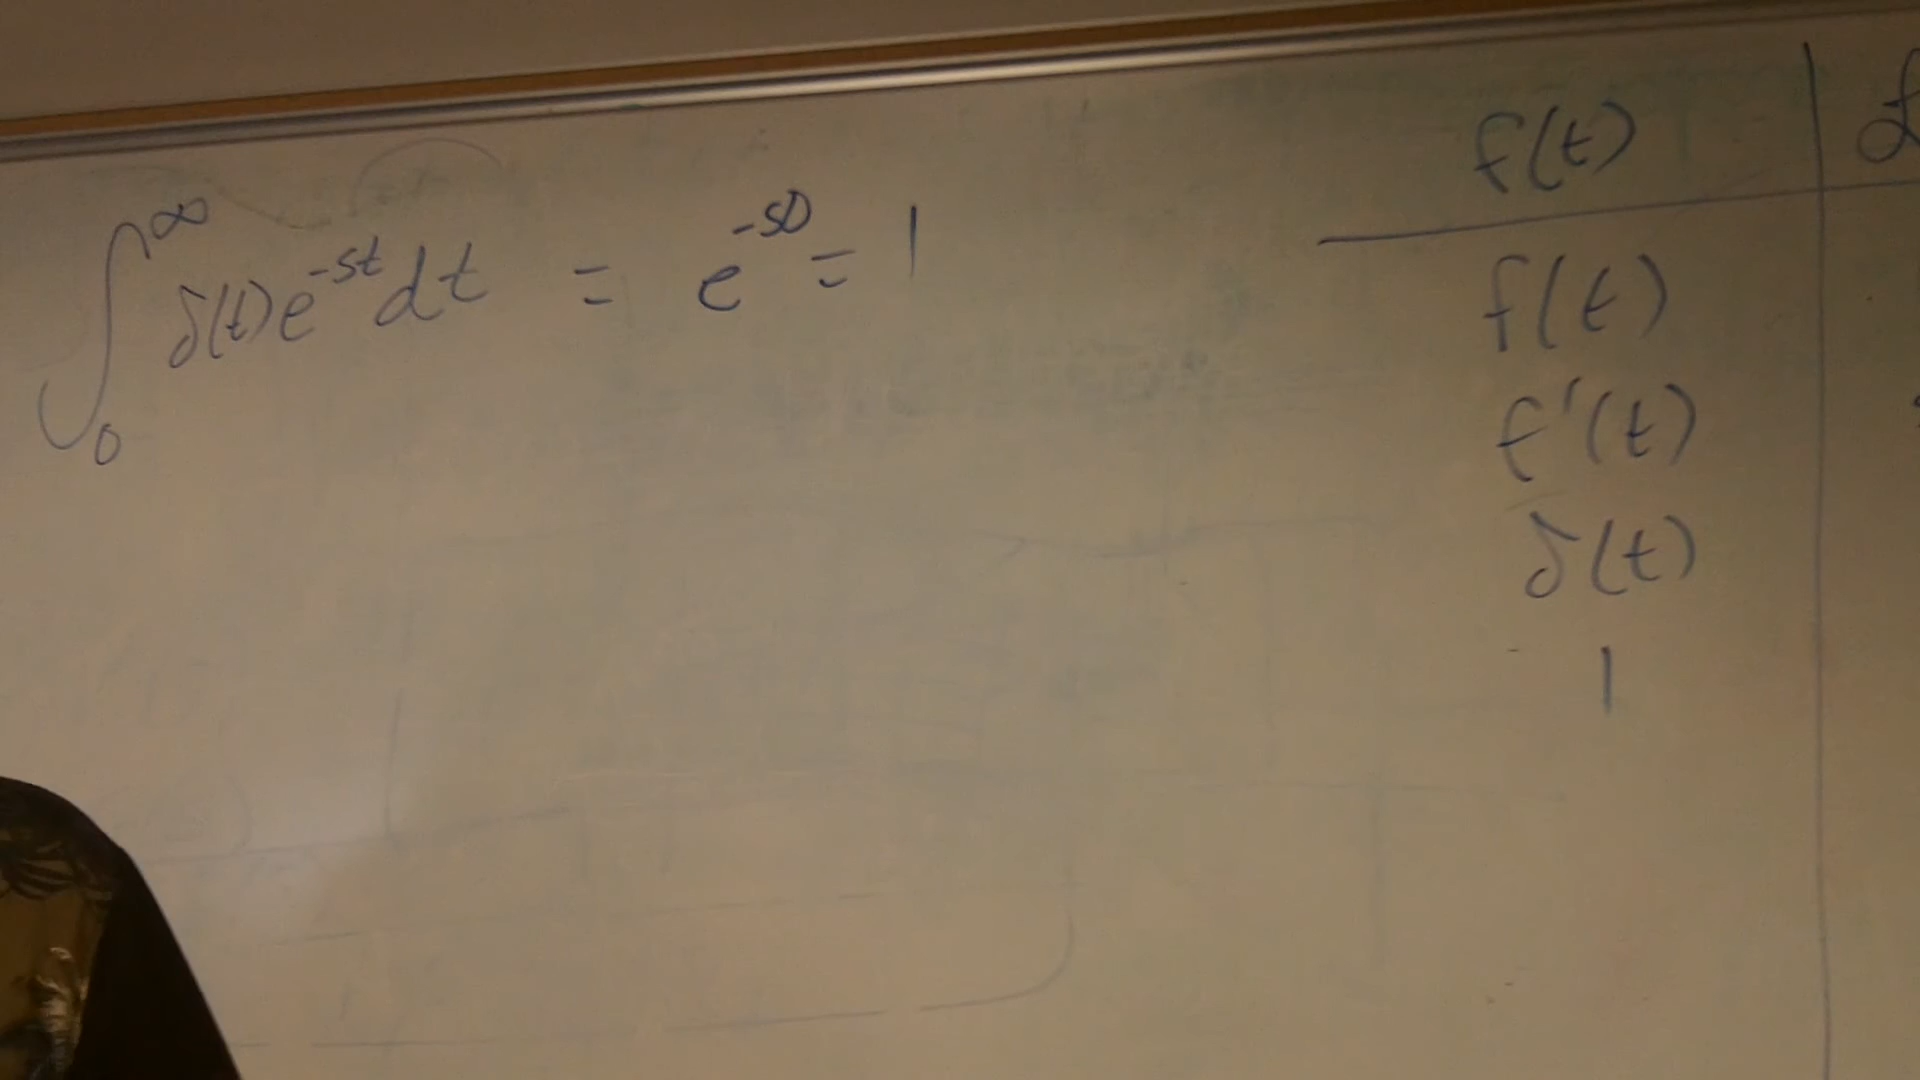 ∫₀^∞ δ(t)e^{-st}dt = e^{-s0} = 1
f(t) | ℒ
f(t)
f'(t)
δ(t)
1